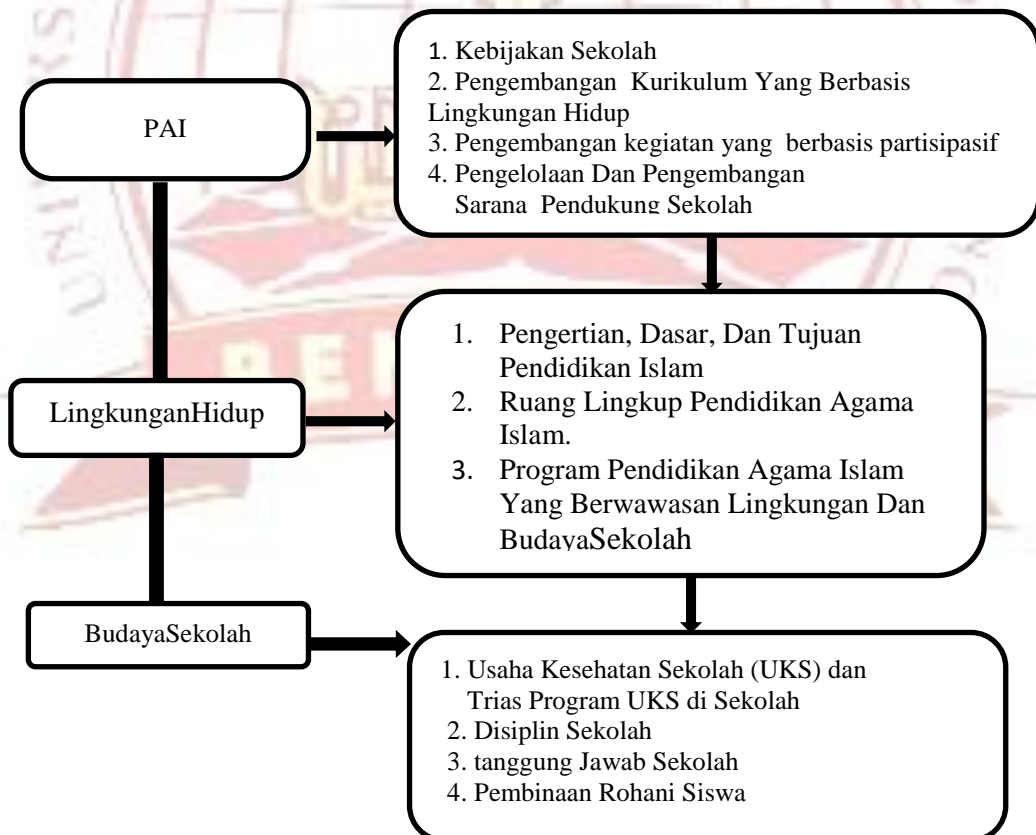 PAI
1. Kebijakan Sekolah
2. Pengembangan Kurikulum Yang Berbasis
Lingkungan Hidup
3. Pengembangan kegiatan yang berbasis partisipasif
4. Pengelolaan Dan Pengembangan
Sarana Pendukung Sekolah
LingkunganHidup
1. Pengertian, Dasar, Dan Tujuan
Pendidikan Islam
2. Ruang Lingkup Pendidikan Agama
Islam.
3. Program Pendidikan Agama Islam
Yang Berwawasan Lingkungan Dan
BudayaSekolah
BudayaSekolah
1. Usaha Kesehatan Sekolah (UKS) dan
Trias Program UKS di Sekolah
2. Disiplin Sekolah
3. tanggung Jawab Sekolah
4. Pembinaan Rohani Siswa